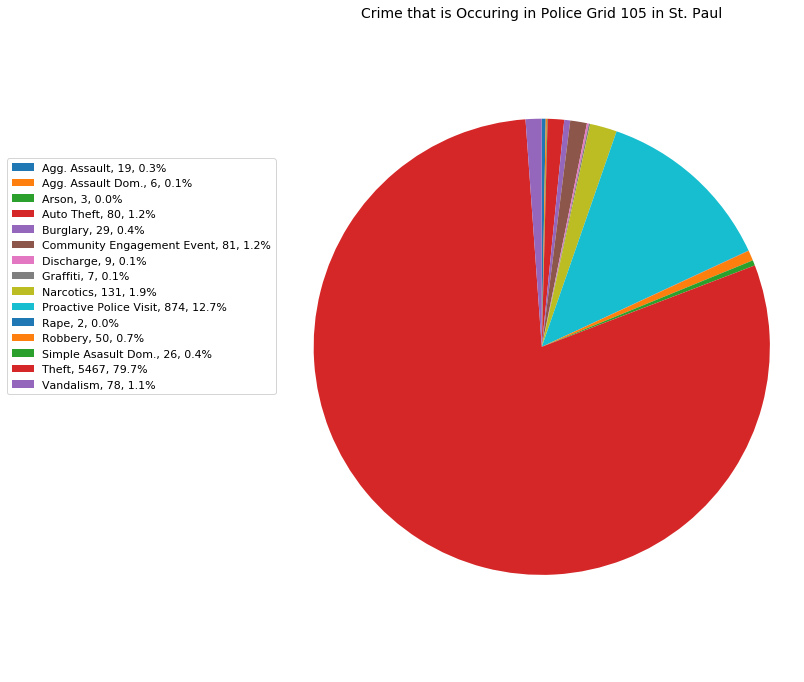 Crime that is Occuring in Police Grid 105 in St. Paul
Agg. Assault, 19, 0.3%
Agg. Assault Dom., 6, 0.1%
Arson, 3, 0.0%
Auto Theft, 80, 1.2%
Burglary, 29, 0.4%
Community Engagement Event, 81, 1.2%
Discharge, 9, 0.1%
Graffiti, 7, 0.1%
Narcotics, 131, 1.9%
Proactive Police Visit, 874, 12.7%
Rape, 2, 0.0%
Robbery, 50, 0.7%
Simple Asasult Dom., 26, 0.4%
Theft, 5467, 79.7%
Vandalism, 78, 1.1%